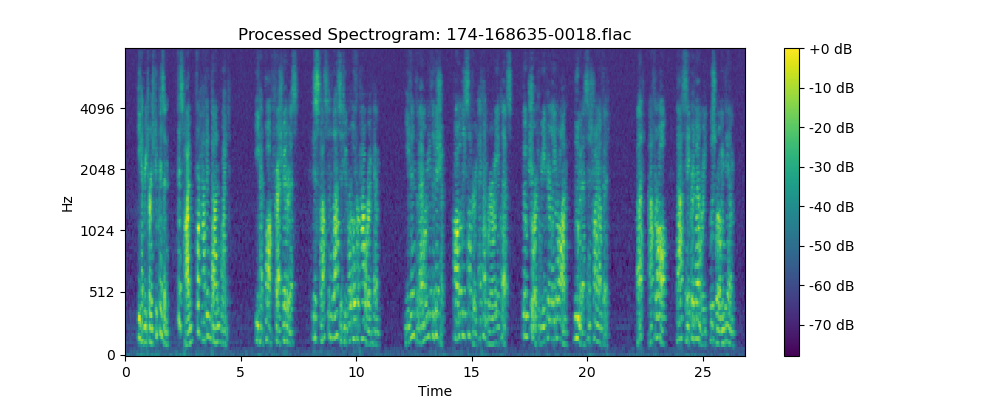 Processed Spectrogram: 174-168635-0018.flac
Hz
4096
2048
1024
512
0
0 5 10 15 20 25
Time
+0 dB
-10 dB
-20 dB
-30 dB
-40 dB
-50 dB
-60 dB
-70 dB